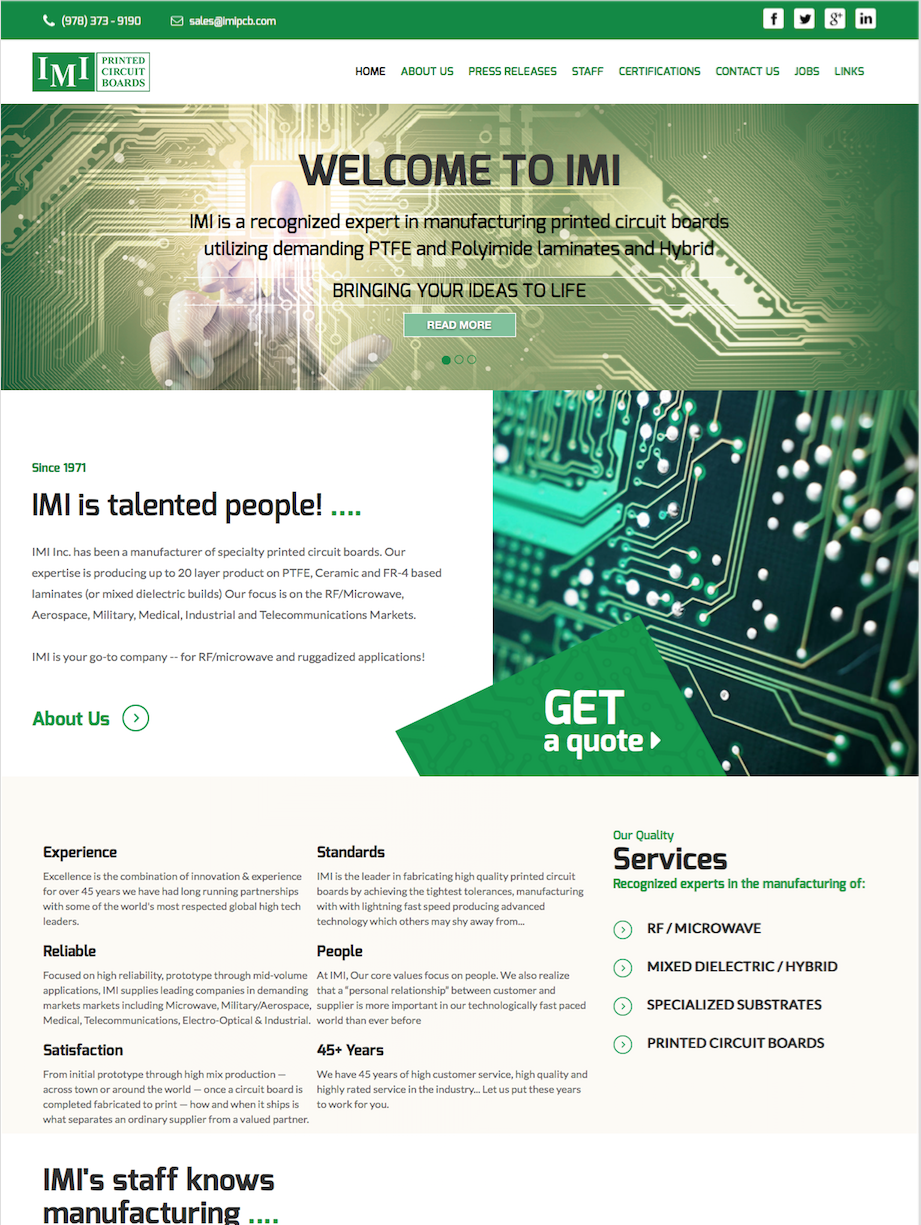 (978) 373 - 9190 sales@imipcb.com
IMI PRINTED CIRCUIT BOARDS
HOME ABOUT US PRESS RELEASES STAFF CERTIFICATIONS CONTACT US JOBS LINKS
WELCOME TO IMI
IMI is a recognized expert in manufacturing printed circuit boards
utilizing demanding PTFE and Polyimide laminates and Hybrid
BRINGING YOUR IDEAS TO LIFE
READ MORE
Since 1971
IMI is talented people! ....
IMI Inc. has been a manufacturer of specialty printed circuit boards. Our
expertise is producing up to 20 layer product on PTFE, Ceramic and FR-4 based
laminates (or mixed dielectric builds) Our focus is on the RF/Microwave,
Aerospace, Military, Medical, Industrial and Telecommunications Markets.
IMI is your go-to company -- for RF/microwave and ruggadized applications!
About Us
GET
a quote
Experience
Excellence is the combination of innovation & experience
for over 45 years we have had long running partnerships
with some of the world's most respected global high tech
leaders.
Reliable
Focused on high reliability, prototype through mid-volume
applications, IMI supplies leading companies in demanding
markets markets including Microwave, Military/Aerospace,
Medical, Telecommunications, Electro-Optical & Industrial.
Satisfaction
From initial prototype through high mix production —
across town or around the world — once a circuit board is
completed fabricated to print — how and when it ships is
what separates an ordinary supplier from a valued partner.
Standards
IMI is the leader in fabricating high quality printed circuit
boards by achieving the tightest tolerances, manufacturing
with with lightning fast speed producing advanced
technology which others may shy away from...
People
At IMI, Our core values focus on people. We also realize
that a "personal relationship" between customer and
supplier is more important in our technologically fast paced
world than ever before
45+ Years
We have 45 years of high customer service, high quality and
highly rated service in the industry... Let us put these years
to work for you.
Our Quality
Services
Recognized experts in the manufacturing of:
RF / MICROWAVE
MIXED DIELECTRIC / HYBRID
SPECIALIZED SUBSTRATES
PRINTED CIRCUIT BOARDS
IMI's staff knows
manufacturing ....